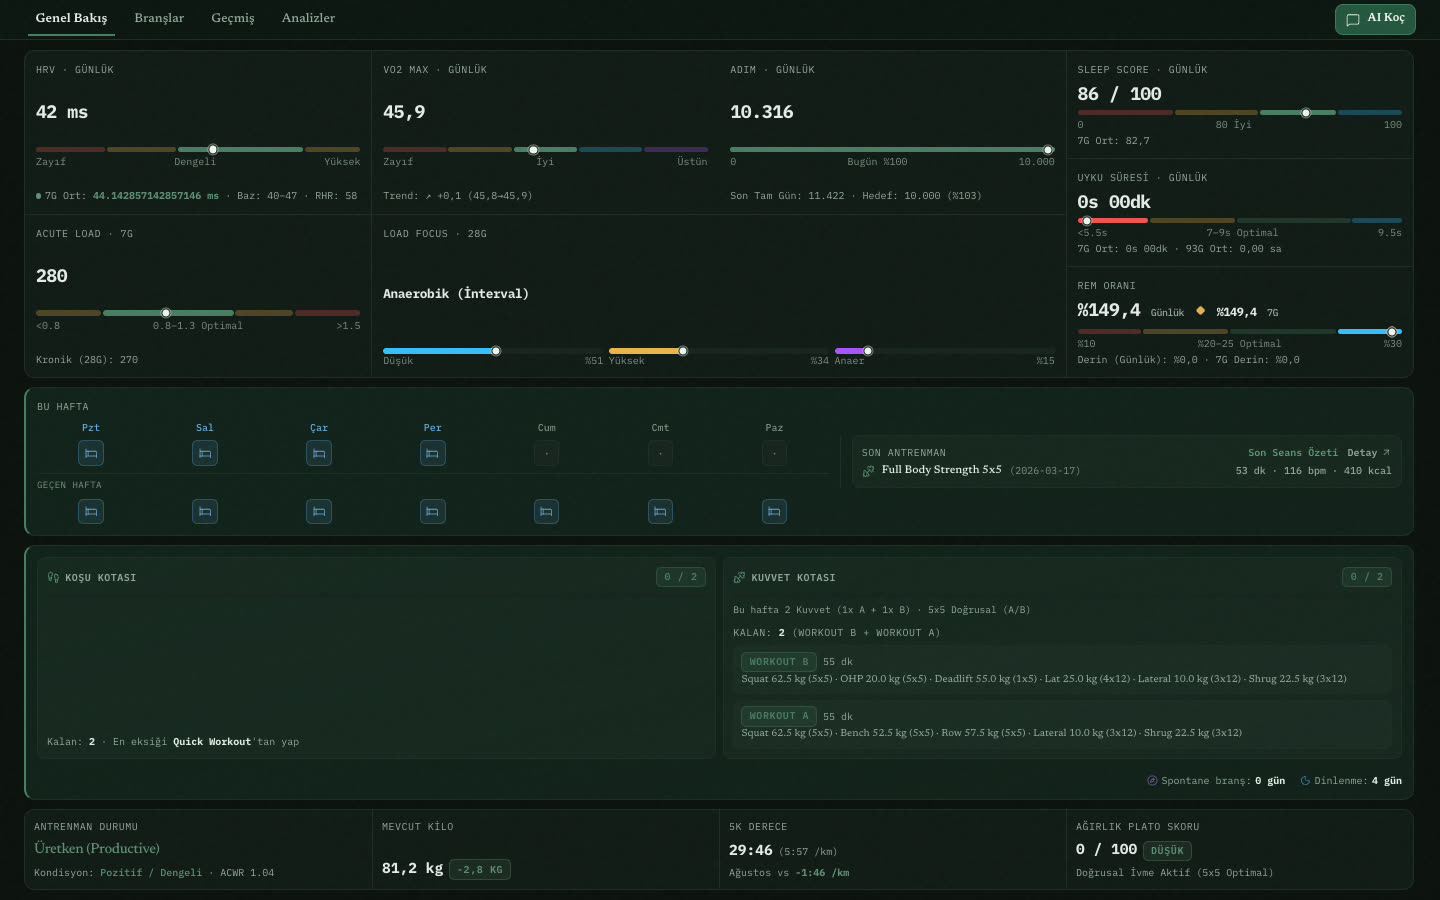 Genel Bakış Branşlar Geçmiş Analizler AI Koç
HRV · GÜNLÜK
42 ms
Zayıf Dengeli Yüksek
7G Ort: 44.142857142857146 ms · Baz: 40–47 · RHR: 58
VO2 MAX · GÜNLÜK
45,9
Zayıf İyi Üstün
Trend: ↗ +0,1 (45,8→45,9)
ADIM · GÜNLÜK
10.316
0 Bugün %100 10.000
Son Tam Gün: 11.422 · Hedef: 10.000 (%103)
SLEEP SCORE · GÜNLÜK
86 / 100
0 80 İyi 100
7G Ort: 82,7
UYKU SÜRESİ · GÜNLÜK
0s 00dk
<5.5s 7–9s Optimal 9.5s
7G Ort: 0s 00dk · 93G Ort: 0,00 sa
REM ORANI
%149,4 Günlük %149,4 7G
%10 %20–25 Optimal %30
Derin (Günlük): %0,0 · 7G Derin: %0,0
ACUTE LOAD · 7G
280
<0.8 0.8–1.3 Optimal >1.5
Kronik (28G): 270
LOAD FOCUS · 28G
Anaerobik (İnterval)
Düşük %51 Yüksek %34 Anaer %15
BU HAFTA
Pzt Sal Çar Per Cum Cmt Paz
GEÇEN HAFTA
SON ANTRENMAN Son Seans Özeti Detay ↗
Full Body Strength 5x5 (2026-03-17) 53 dk · 116 bpm · 410 kcal
KOŞU KOTASI 0 / 2
Kalan: 2 · En eksiği Quick Workout'tan yap
KUVVET KOTASI 0 / 2
Bu hafta 2 Kuvvet (1x A + 1x B) · 5x5 Doğrusal (A/B)
KALAN: 2 (WORKOUT B + WORKOUT A)
WORKOUT B 55 dk
Squat 62.5 kg (5x5) · OHP 20.0 kg (5x5) · Deadlift 55.0 kg (1x5) · Lat 25.0 kg (4x12) · Lateral 10.0 kg (3x12) · Shrug 22.5 kg (3x12)
WORKOUT A 55 dk
Squat 62.5 kg (5x5) · Bench 52.5 kg (5x5) · Row 57.5 kg (5x5) · Lateral 10.0 kg (3x12) · Shrug 22.5 kg (3x12)
Spontane branş: 0 gün Dinlenme: 4 gün
ANTRENMAN DURUMU
Üretken (Productive)
Kondisyon: Pozitif / Dengeli · ACWR 1.04
MEVCUT KİLO
81,2 kg -2,8 KG
5K DERECE
29:46 (5:57 /km)
Ağustos vs -1:46 /km
AĞIRLIK PLATO SKORU
0 / 100 DÜŞÜK
Doğrusal İvme Aktif (5x5 Optimal)